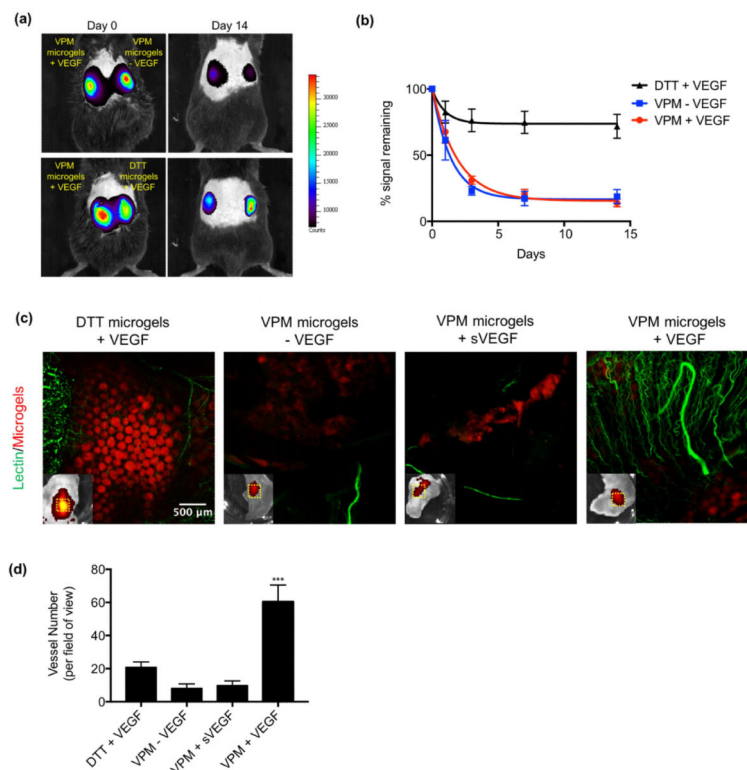 (a)
Day 0
Day 14
VPM
microgels
+ VEGF
VPM
microgels
- VEGF
VPM
microgels
+ VEGF
DTT
microgels
VEGF
30000
25000
20000
15000
10000
Counts
(b)
% signal remaining
100
50
0
0
5
10
15
Days
DTT + VEGF
VPM - VEGF
VPM + VEGF
(c)
DTT microgels
+ VEGF
VPM microgels
- VEGF
VPM microgels
+ sVEGF
VPM microgels
+ VEGF
Lectin/Microgels
500 µm
(d)
Vessel Number
(per field of view)
80
60
40
20
0
***
DTT + VEGF
VPM - VEGF
VPM + sVEGF
VPM + VEGF